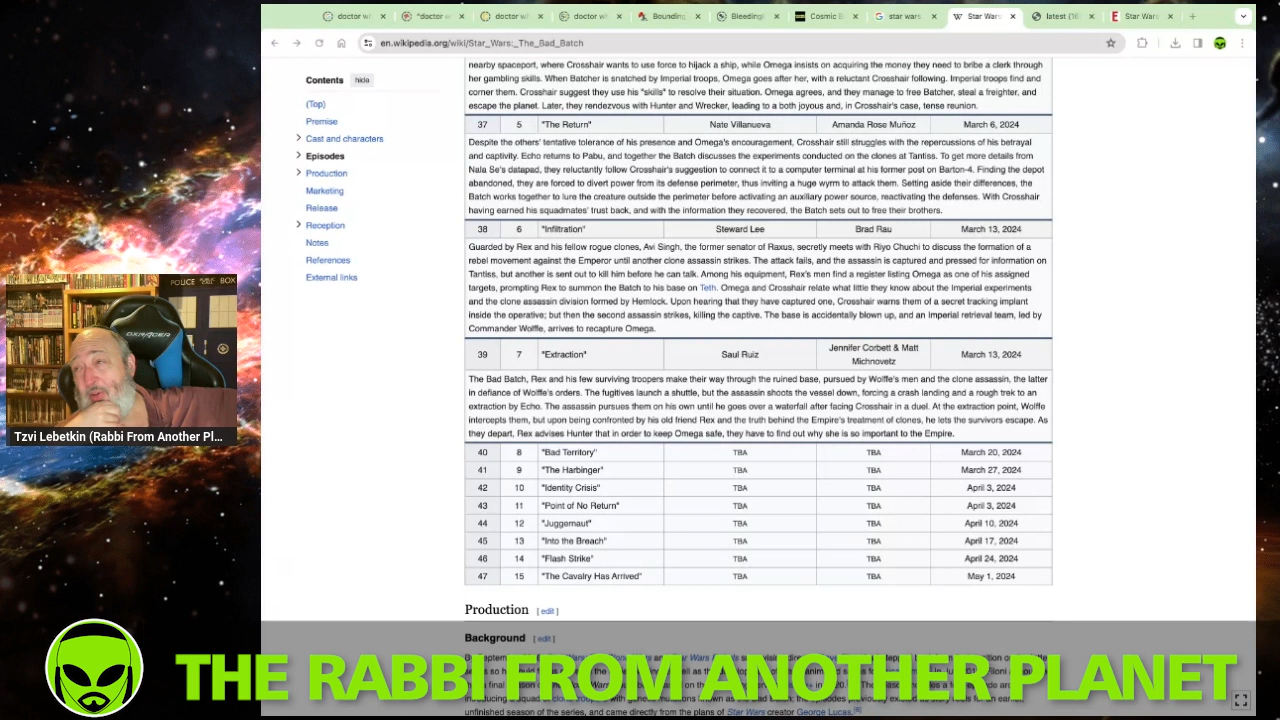 doctor wh
"doctor w
doctor wh
doctor wh
Bounding
BleedingI
Cosmic B
star wars
Star Wars
latest (16
Star Wars
en.wikipedia.org/wiki/Star_Wars:_The_Bad_Batch
Contents hide
(Top)
Premise
Cast and characters
Episodes
Production
Marketing
Release
Reception
Notes
References
External links
nearby spaceport, where Crosshair wants to use force to hijack a ship, while Omega insists on acquiring the money they need to bribe a clerk through
her gambling skills. When Batcher is snatched by Imperial troops, Omega goes after her, with a reluctant Crosshair following. Imperial troops find and
corner them. Crosshair suggest they use his "skills" to resolve their situation. Omega agrees, and they manage to free Batcher, steal a freighter, and
escape the planet. Later, they rendezvous with Hunter and Wrecker, leading to a both joyous and, in Crosshair's case, tense reunion.
37 5 "The Return" Nate Villanueva Amanda Rose Muñoz March 6, 2024
Despite the others' tentative tolerance of his presence and Omega's encouragement, Crosshair still struggles with the repercussions of his betrayal
and captivity. Echo returns to Pabu, and together the Batch discusses the experiments conducted on the clones at Tantiss. To get more details from
Nala Se's datapad, they reluctantly follow Crosshair's suggestion to connect it to a computer terminal at his former post on Barton-4. Finding the depot
abandoned, they are forced to divert power from its defense perimeter, thus inviting a huge wyrm to attack them. Setting aside their differences, the
Batch works together to lure the creature outside the perimeter before activating an auxiliary power source, reactivating the defenses. With Crosshair
having earned his squadmates' trust back, and with the information they recovered, the Batch sets out to free their brothers.
38 6 "Infiltration" Steward Lee Brad Rau March 13, 2024
Guarded by Rex and his fellow rogue clones, Avi Singh, the former senator of Raxus, secretly meets with Riyo Chuchi to discuss the formation of a
rebel movement against the Emperor until another clone assassin strikes. The attack fails, and the assassin is captured and pressed for information on
Tantiss, but another is sent out to kill him before he can talk. Among his equipment, Rex's men find a register listing Omega as one of his assigned
targets, prompting Rex to summon the Batch to his base on Teth. Omega and Crosshair relate what little they know about the Imperial experiments
and the clone assassin division formed by Hemlock. Upon hearing that they have captured one, Crosshair warns them of a secret tracking implant
inside the operative; but then the second assassin strikes, killing the captive. The base is accidentally blown up, and an Imperial retrieval team, led by
Commander Wolffe, arrives to recapture Omega.
39 7 "Extraction" Saul Ruiz Jennifer Corbett & Matt Michnovetz March 13, 2024
The Bad Batch, Rex and his few surviving troopers make their way through the ruined base, pursued by Wolffe's men and the clone assassin, the latter
in defiance of Wolffe's orders. The fugitives launch a shuttle, but the assassin shoots the vessel down, forcing a crash landing and a rough trek to an
extraction by Echo. The assassin pursues them on his own until he goes over a waterfall after facing Crosshair in a duel. At the extraction point, Wolffe
intercepts them, but upon being confronted by his old friend Rex and the truth behind the Empire's treatment of clones, he lets the survivors escape. As
they depart, Rex advises Hunter that in order to keep Omega safe, they have to find out why she is so important to the Empire.
40 8 "Bad Territory" TBA TBA March 20, 2024
41 9 "The Harbinger" TBA TBA March 27, 2024
42 10 "Identity Crisis" TBA TBA April 3, 2024
43 11 "Point of No Return" TBA TBA April 3, 2024
44 12 "Juggernaut" TBA TBA April 10, 2024
45 13 "Into the Breach" TBA TBA April 17, 2024
46 14 "Flash Strike" TBA TBA April 24, 2024
47 15 "The Cavalry Has Arrived" TBA TBA May 1, 2024
Production [ edit ]
Background [ edit ]
unfinished season of the series, and came directly from the plans of Star Wars creator George Lucas.[8]
POLICE BOX
DXRACER
Tzvi Lebetkin (Rabbi From Another Pl...
THE RABBI FROM ANOTHER PLANET